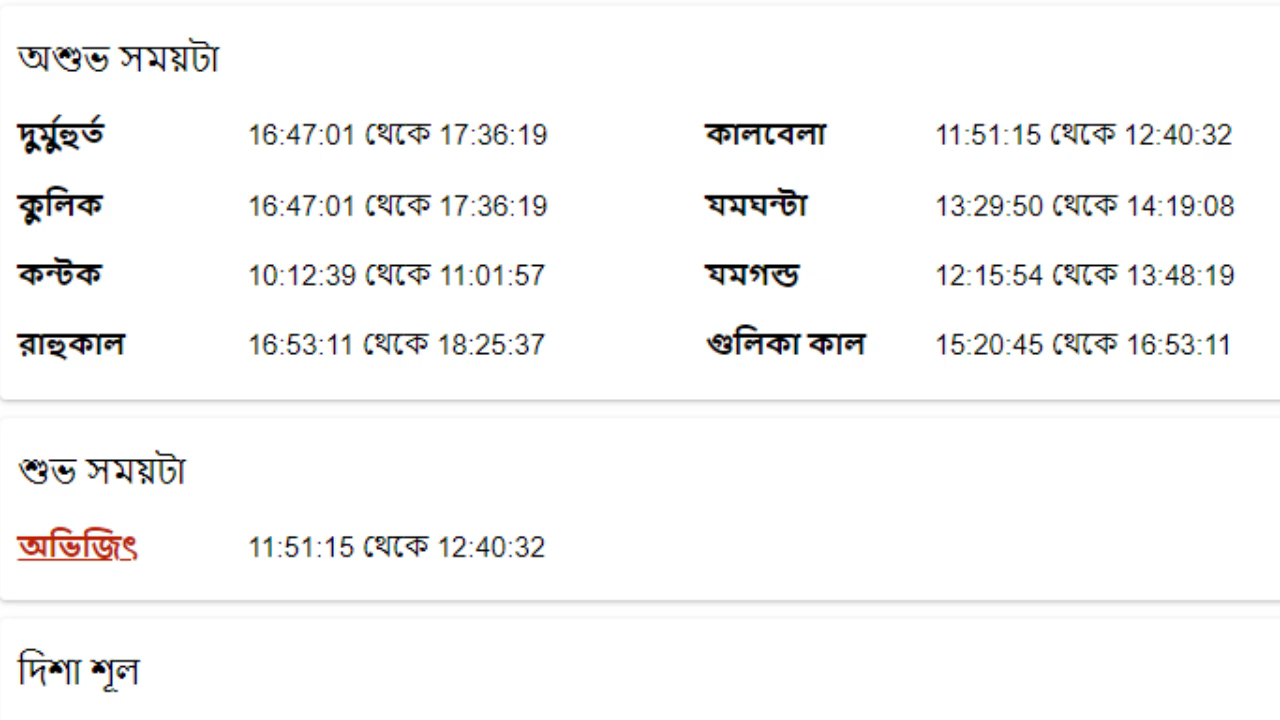 অশুভ সময়টা
দুর্মুহুর্ত 16:47:01 থেকে 17:36:19 কালবেলা 11:51:15 থেকে 12:40:32
কুলিক 16:47:01 থেকে 17:36:19 যমঘন্টা 13:29:50 থেকে 14:19:08
কন্টক 10:12:39 থেকে 11:01:57 যমগন্ড 12:15:54 থেকে 13:48:19
রাহুকাল 16:53:11 থেকে 18:25:37 গুলিকা কাল 15:20:45 থেকে 16:53:11
শুভ সময়টা
অভিজিৎ 11:51:15 থেকে 12:40:32
দিশা শূল